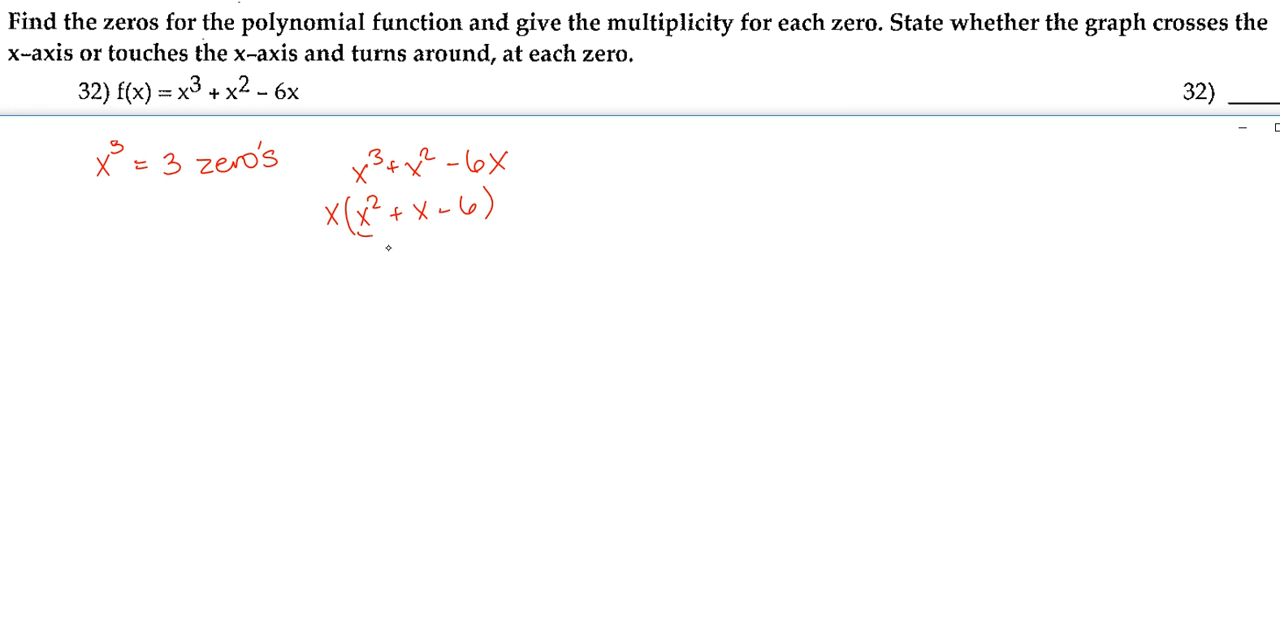 Find the zeros for the polynomial function and give the multiplicity for each zero. State whether the graph crosses the
x-axis or touches the x-axis and turns around, at each zero.
32) f(x) = x³ + x² - 6x 32) ____
x³ = 3 zero's x³ + x² - 6x
x(x² + x - 6)